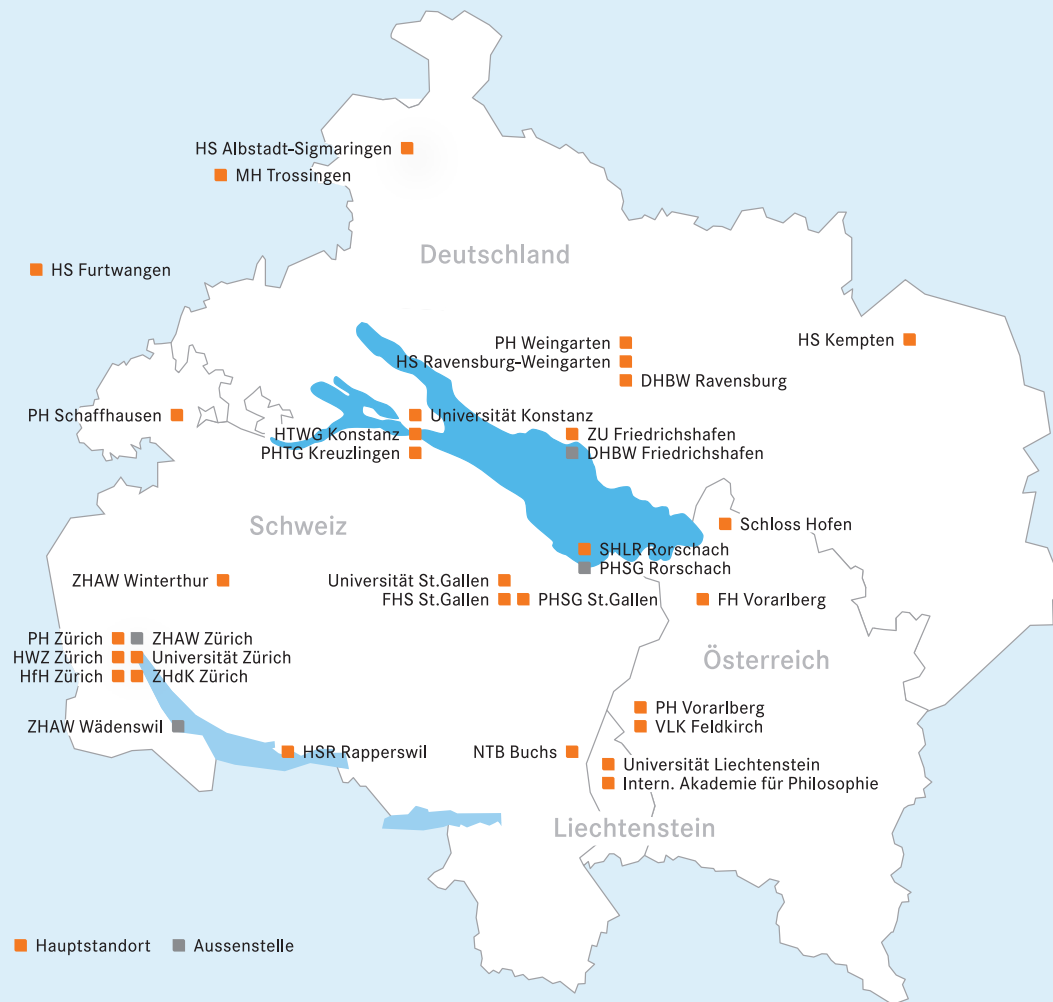 HS Albstadt-Sigmaringen
MH Trossingen
Deutschland
HS Furtwangen
PH Weingarten
HS Kempten
HS Ravensburg-Weingarten
DHBW Ravensburg
PH Schaffhausen
Universität Konstanz
HTWG Konstanz
ZU Friedrichshafen
PHTG Kreuzlingen
DHBW Friedrichshafen
Schweiz
Schloss Hofen
SHLR Rorschach
PHSG Rorschach
ZHAW Winterthur
Universität St.Gallen
FHS St.Gallen
PHSG St.Gallen
FH Vorarlberg
PH Zürich
ZHAW Zürich
HWZ Zürich
Universität Zürich
Österreich
HfH Zürich
ZHdK Zürich
PH Vorarlberg
ZHAW Wädenswil
VLK Feldkirch
HSR Rapperswil
NTB Buchs
Universität Liechtenstein
Intern. Akademie für Philosophie
Liechtenstein
Hauptstandort
Aussenstelle